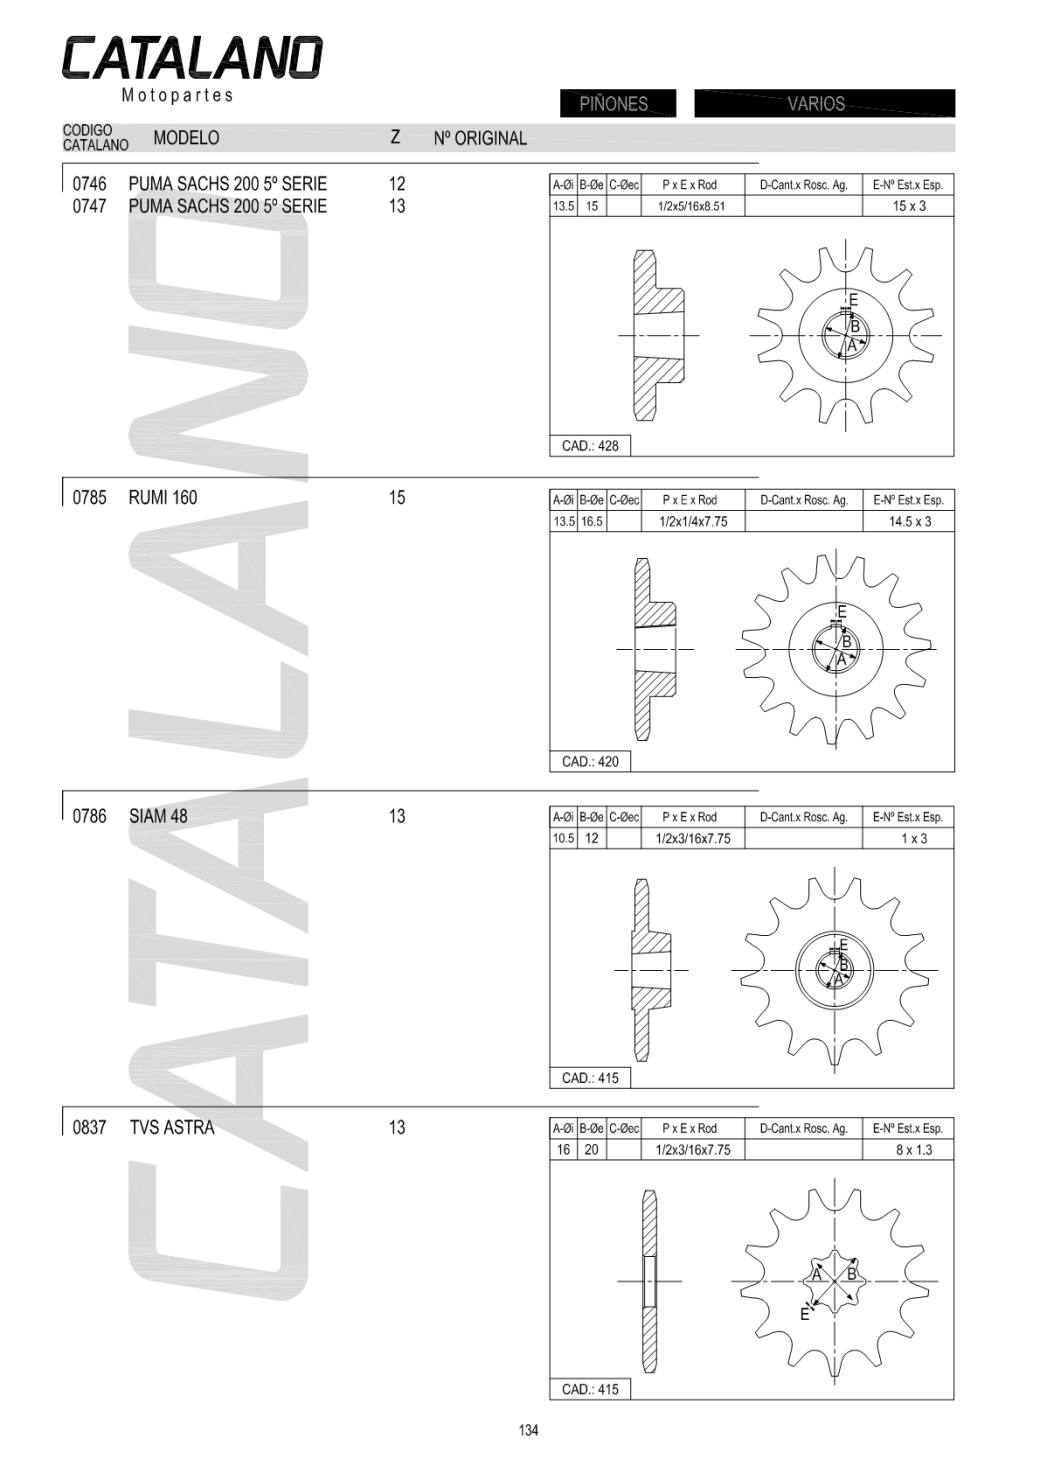 CATALANO
Motopartes
PIÑONES VARIOS
CODIGO CATALANO MODELO Z Nº ORIGINAL
0746 PUMA SACHS 200 5º SERIE 12
0747 PUMA SACHS 200 5º SERIE 13
A-Øi B-Øe C-Øec P x E x Rod D-Cant.x Rosc. Ag. E-Nº Est.x Esp.
13.5 15 1/2x5/16x8.51 15 x 3
E
B
A
CAD.: 428
0785 RUMI 160 15
A-Øi B-Øe C-Øec P x E x Rod D-Cant.x Rosc. Ag. E-Nº Est.x Esp.
13.5 16.5 1/2x1/4x7.75 14.5 x 3
E
B
A
CAD.: 420
0786 SIAM 48 13
A-Øi B-Øe C-Øec P x E x Rod D-Cant.x Rosc. Ag. E-Nº Est.x Esp.
10.5 12 1/2x3/16x7.75 1 x 3
E
B
A
CAD.: 415
0837 TVS ASTRA 13
A-Øi B-Øe C-Øec P x E x Rod D-Cant.x Rosc. Ag. E-Nº Est.x Esp.
16 20 1/2x3/16x7.75 8 x 1.3
A B
E
CAD.: 415
CATALANO
134